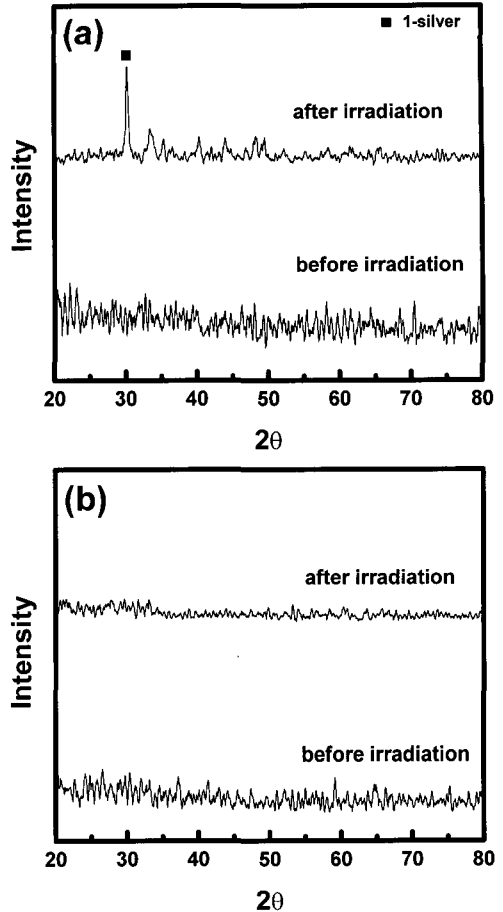 (a)
■ 1-silver
after irradiation
before irradiation
Intensity
20 30 40 50 60 70 80
2θ
(b)
after irradiation
before irradiation
Intensity
20 30 40 50 60 70 80
2θ